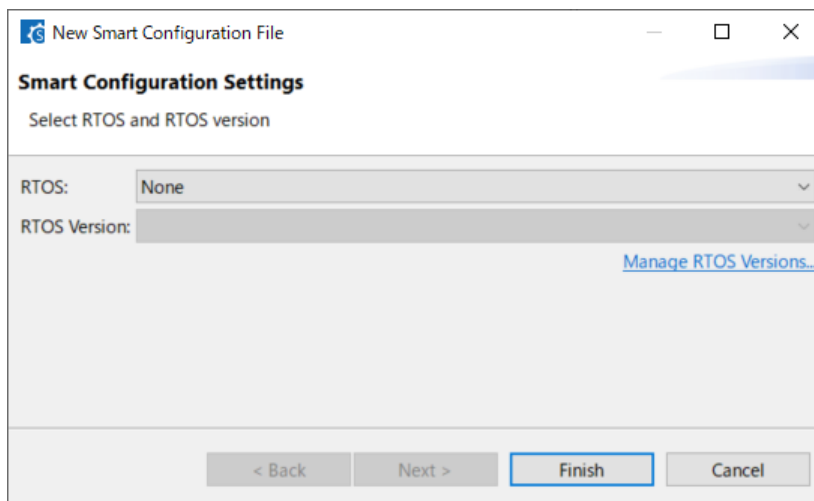 New Smart Configuration File
Smart Configuration Settings
Select RTOS and RTOS version
RTOS: None
RTOS Version:
Manage RTOS Versions...
< Back Next > Finish Cancel